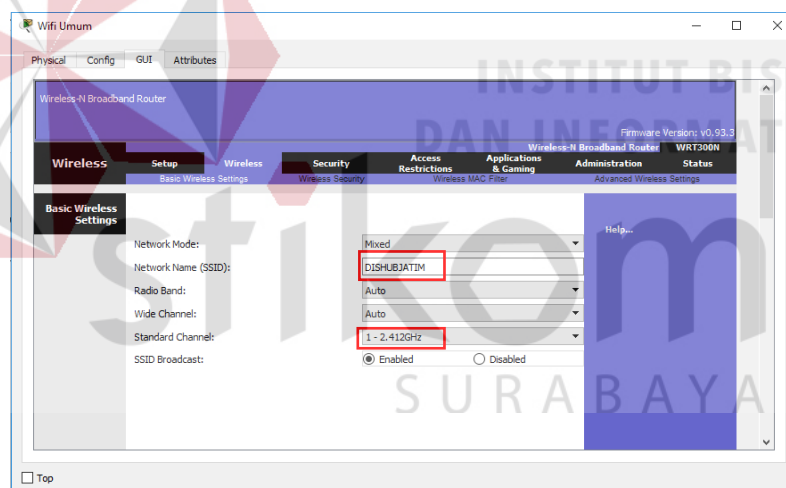 Wifi Umum
Physical Config GUI Attributes
INSTITUT BIS
DAN INFORMAT
Wireless-N Broadband Router
Firmware Version: v0.93.3
Wireless-N Broadband Router WRT300N
Wireless Setup Wireless Security Access Restrictions Applications & Gaming Administration Status
Basic Wireless Settings Wireless Security Wireless MAC Filter Advanced Wireless Settings
Basic Wireless
Settings
Help...
Network Mode: Mixed
Network Name (SSID): DISHUBJATIM
Radio Band: Auto
Wide Channel: Auto
Standard Channel: 1 - 2.412GHz
SSID Broadcast: Enabled Disabled
stikom
SURABAYA
Top